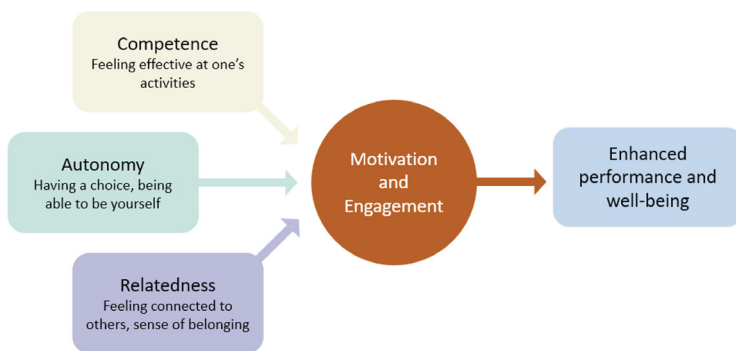 Competence
Feeling effective at one's
activities
Autonomy
Having a choice, being
able to be yourself
Relatedness
Feeling connected to
others, sense of belonging
Motivation
and
Engagement
Enhanced
performance and
well-being